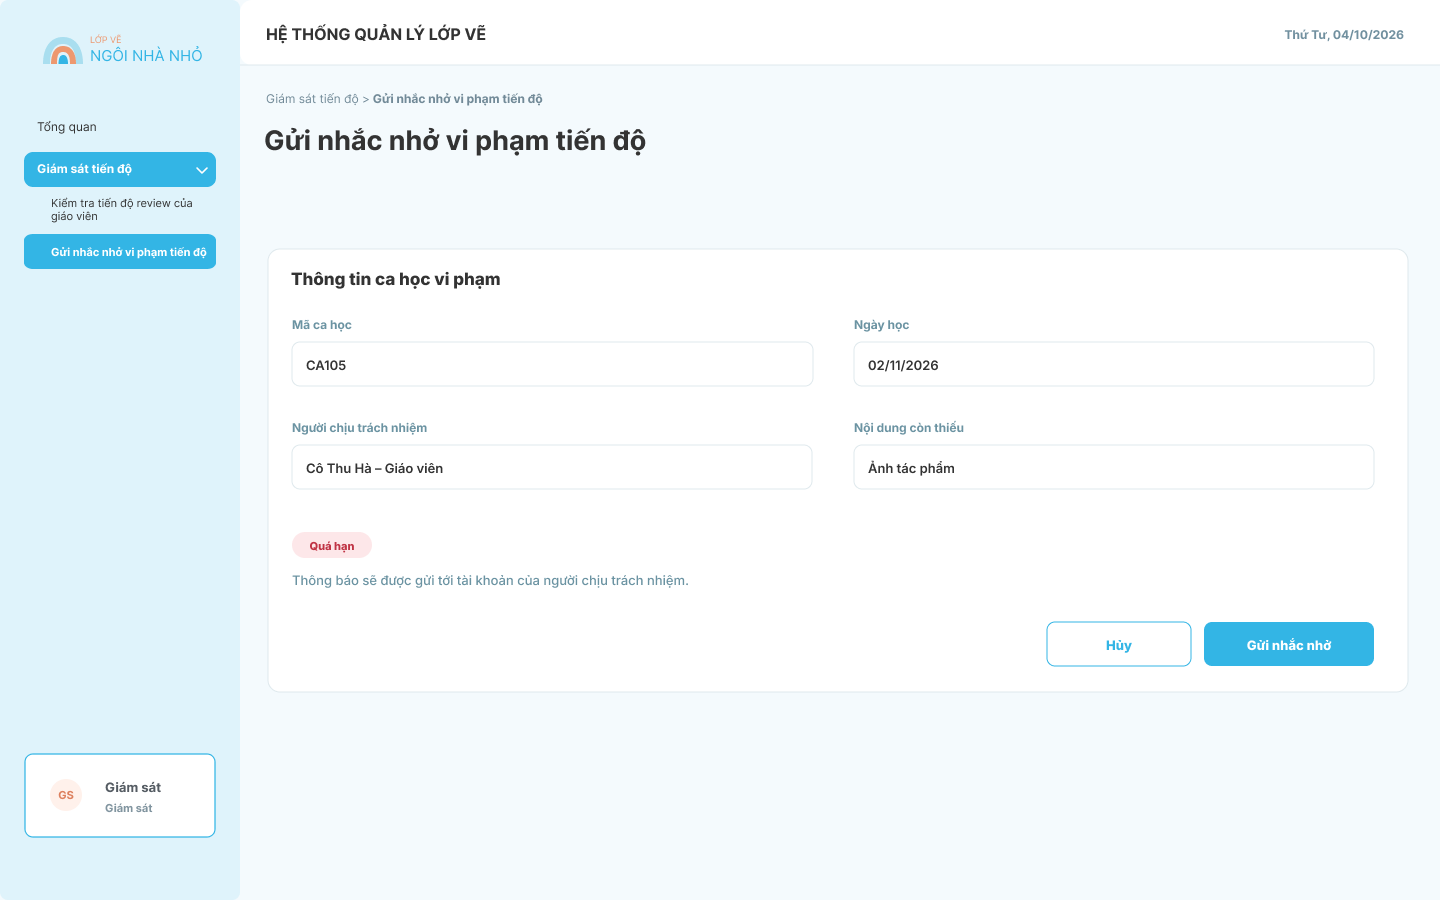 LỚP VẼ
NGÔI NHÀ NHỎ
Tổng quan
Giám sát tiến độ
Kiểm tra tiến độ review của
giáo viên
Gửi nhắc nhở vi phạm tiến độ
GS
Giám sát
Giám sát
HỆ THỐNG QUẢN LÝ LỚP VẼ
Thứ Tư, 04/10/2026
Giám sát tiến độ > Gửi nhắc nhở vi phạm tiến độ
Gửi nhắc nhở vi phạm tiến độ
Thông tin ca học vi phạm
Mã ca học
Ngày học
CA105
02/11/2026
Người chịu trách nhiệm
Nội dung còn thiếu
Cô Thu Hà – Giáo viên
Ảnh tác phẩm
Quá hạn
Thông báo sẽ được gửi tới tài khoản của người chịu trách nhiệm.
Hủy
Gửi nhắc nhở